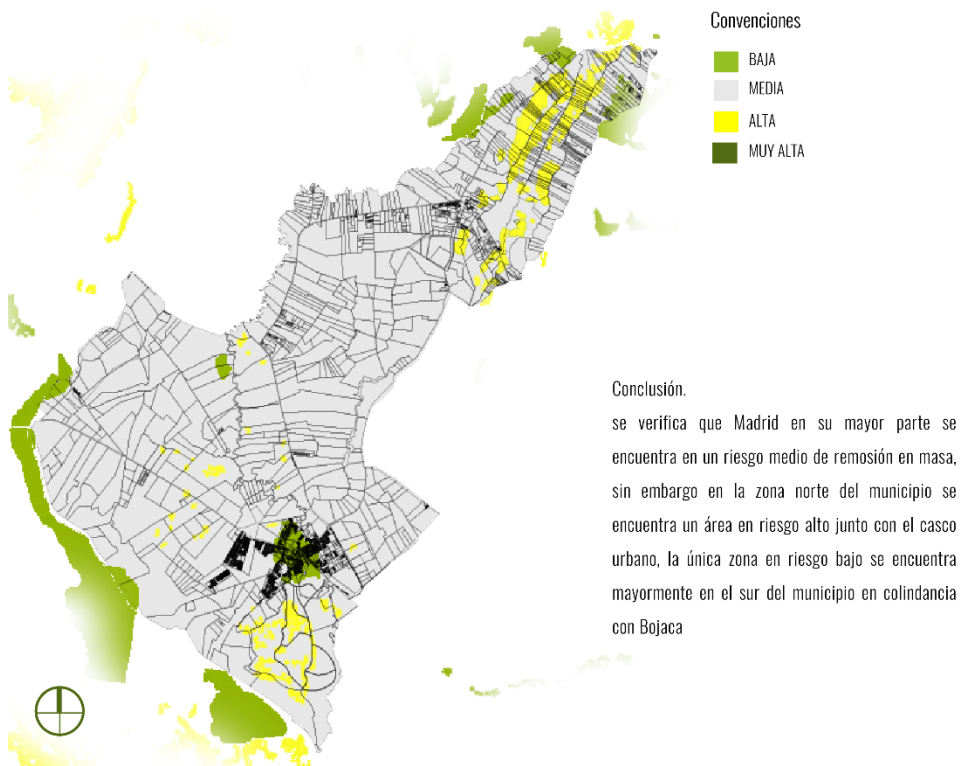 Convenciones
BAJA
MEDIA
ALTA
MUY ALTA
Conclusión.
se verifica que Madrid en su mayor parte se
encuentra en un riesgo medio de remosión en masa,
sin embargo en la zona norte del municipio se
encuentra un área en riesgo alto junto con el casco
urbano, la única zona en riesgo bajo se encuentra
mayormente en el sur del municipio en colindancia
con Bojaca